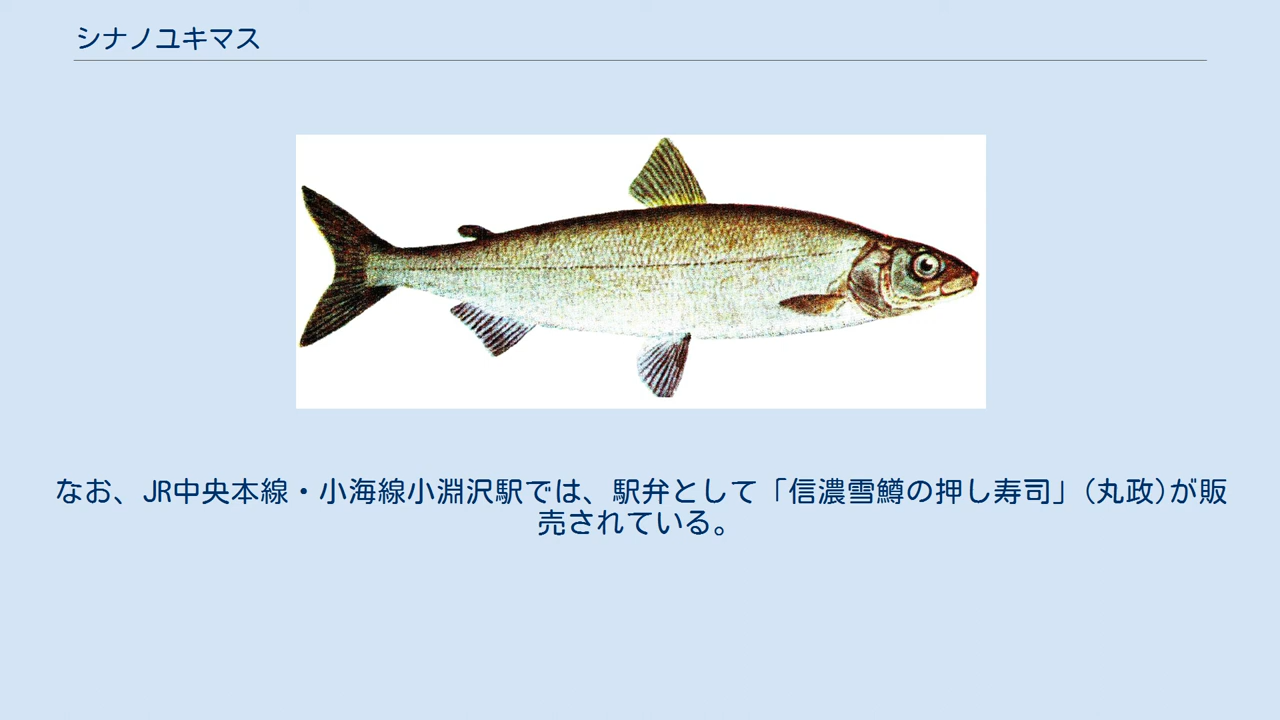 シナノユキマス
なお、JR中央本線・小海線小淵沢駅では、駅弁として「信濃雪鱒の押し寿司」(丸政)が販
売されている。